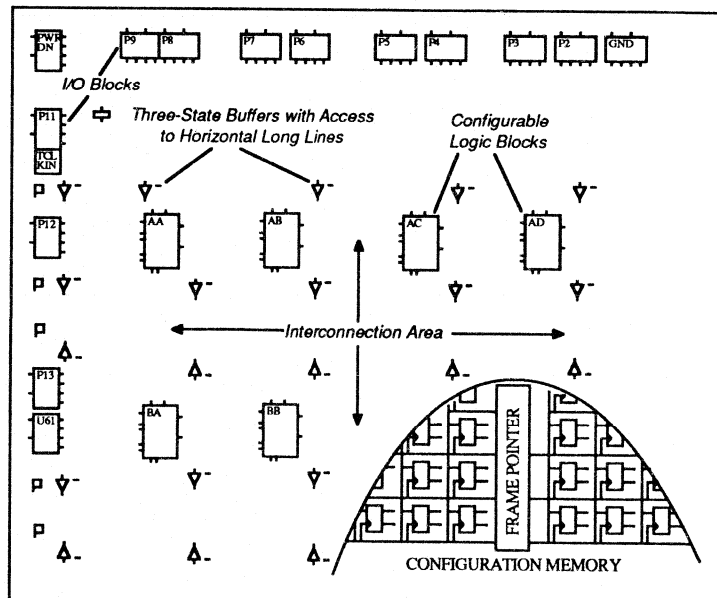 PWR
DN
P9
P8
P7
P6
P5
P4
P3
P2
GND
I/O Blocks
P11
TCL
KIN
Three-State Buffers with Access
to Horizontal Long Lines
Configurable
Logic Blocks
P12
AA
AB
AC
AD
Interconnection Area
P13
U61
BA
BB
FRAME POINTER
CONFIGURATION MEMORY